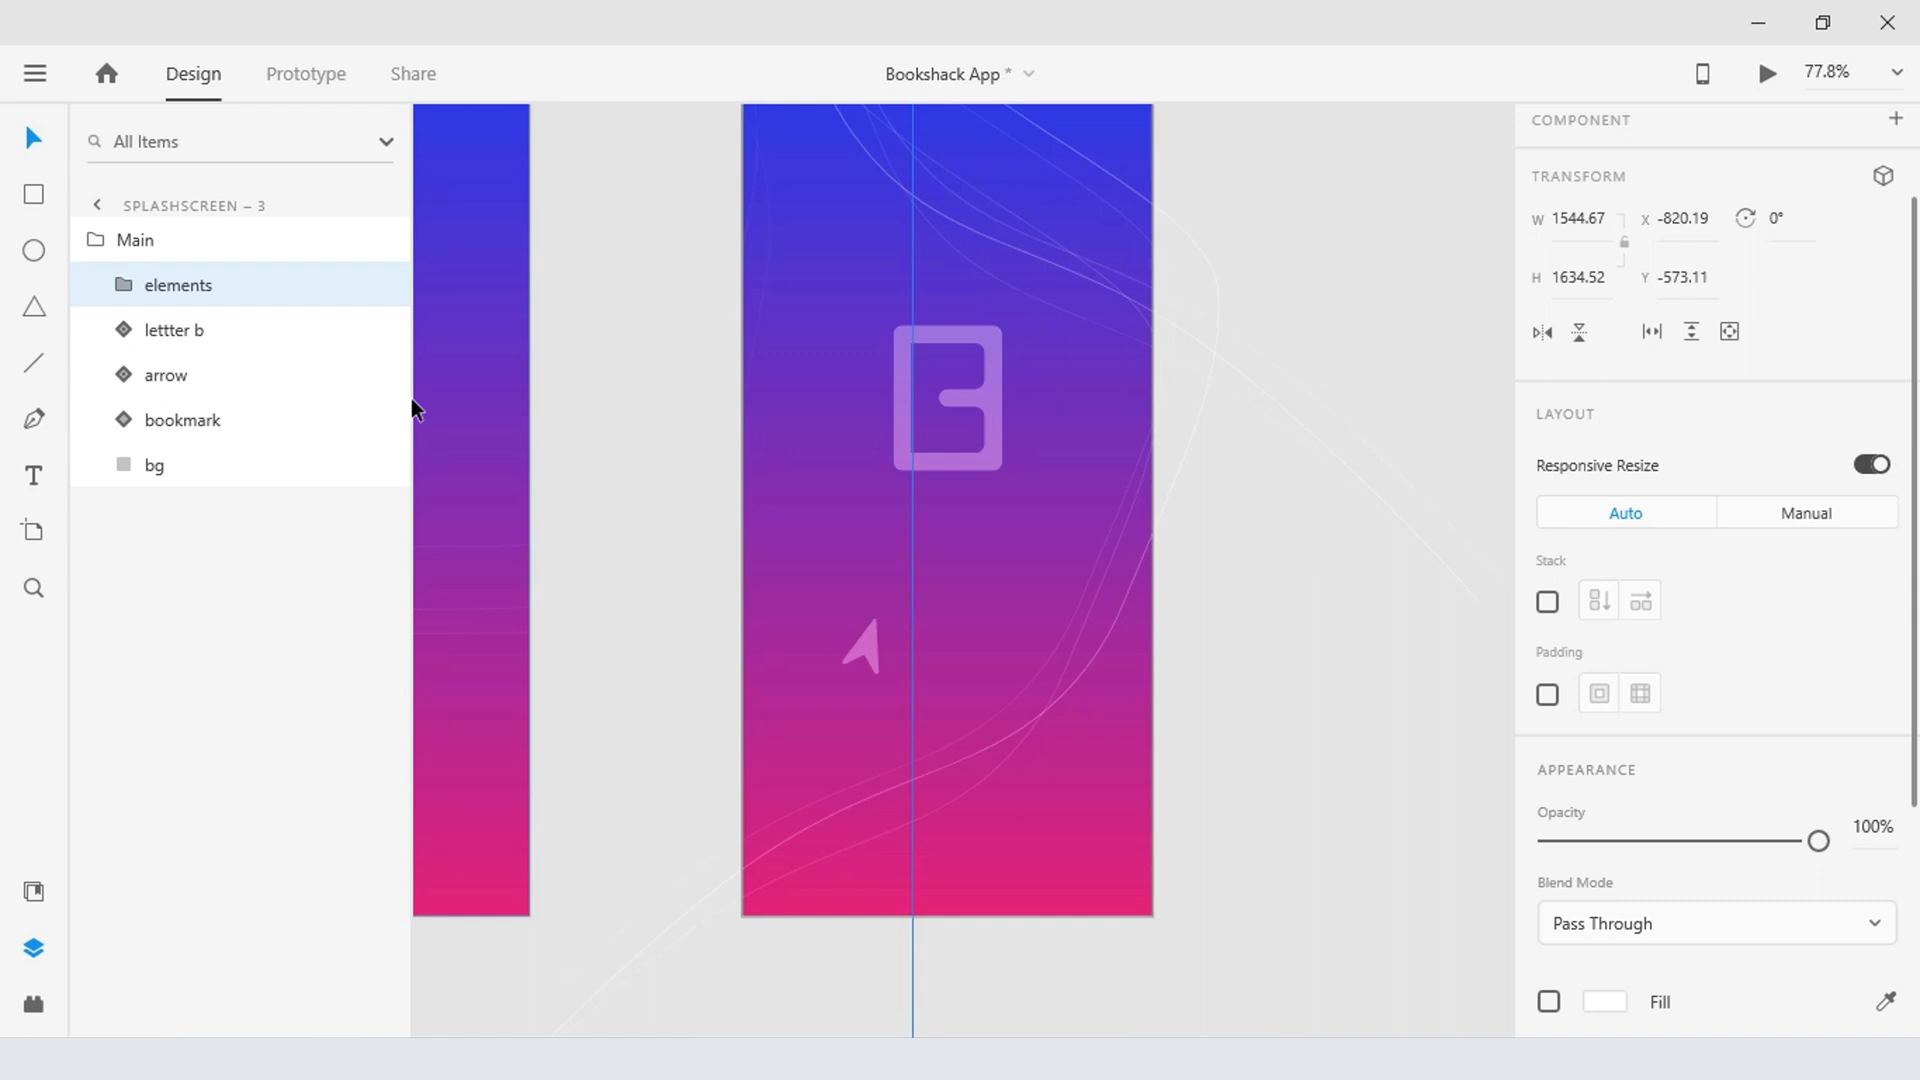 Design Prototype Share Bookshack App * 77.8%
All Items
SPLASHSCREEN – 3
Main
elements
lettter b
arrow
bookmark
bg
COMPONENT
TRANSFORM
W 1544.67 X -820.19 0°
H 1634.52 Y -573.11
LAYOUT
Responsive Resize
Auto Manual
Stack
Padding
APPEARANCE
Opacity
100%
Blend Mode
Pass Through
Fill